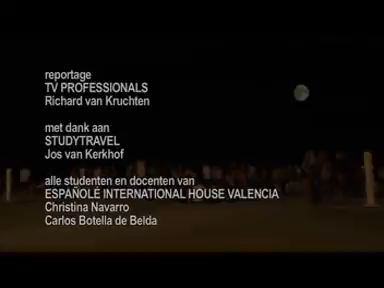 reportage
TV PROFESSIONALS
Richard van Kruchten
met dank aan
STUDYTRAVEL
Jos van Kerkhof
alle studenten en docenten van
ESPAÑOLÉ INTERNATIONAL HOUSE VALENCIA
Christina Navarro
Carlos Botella de Belda